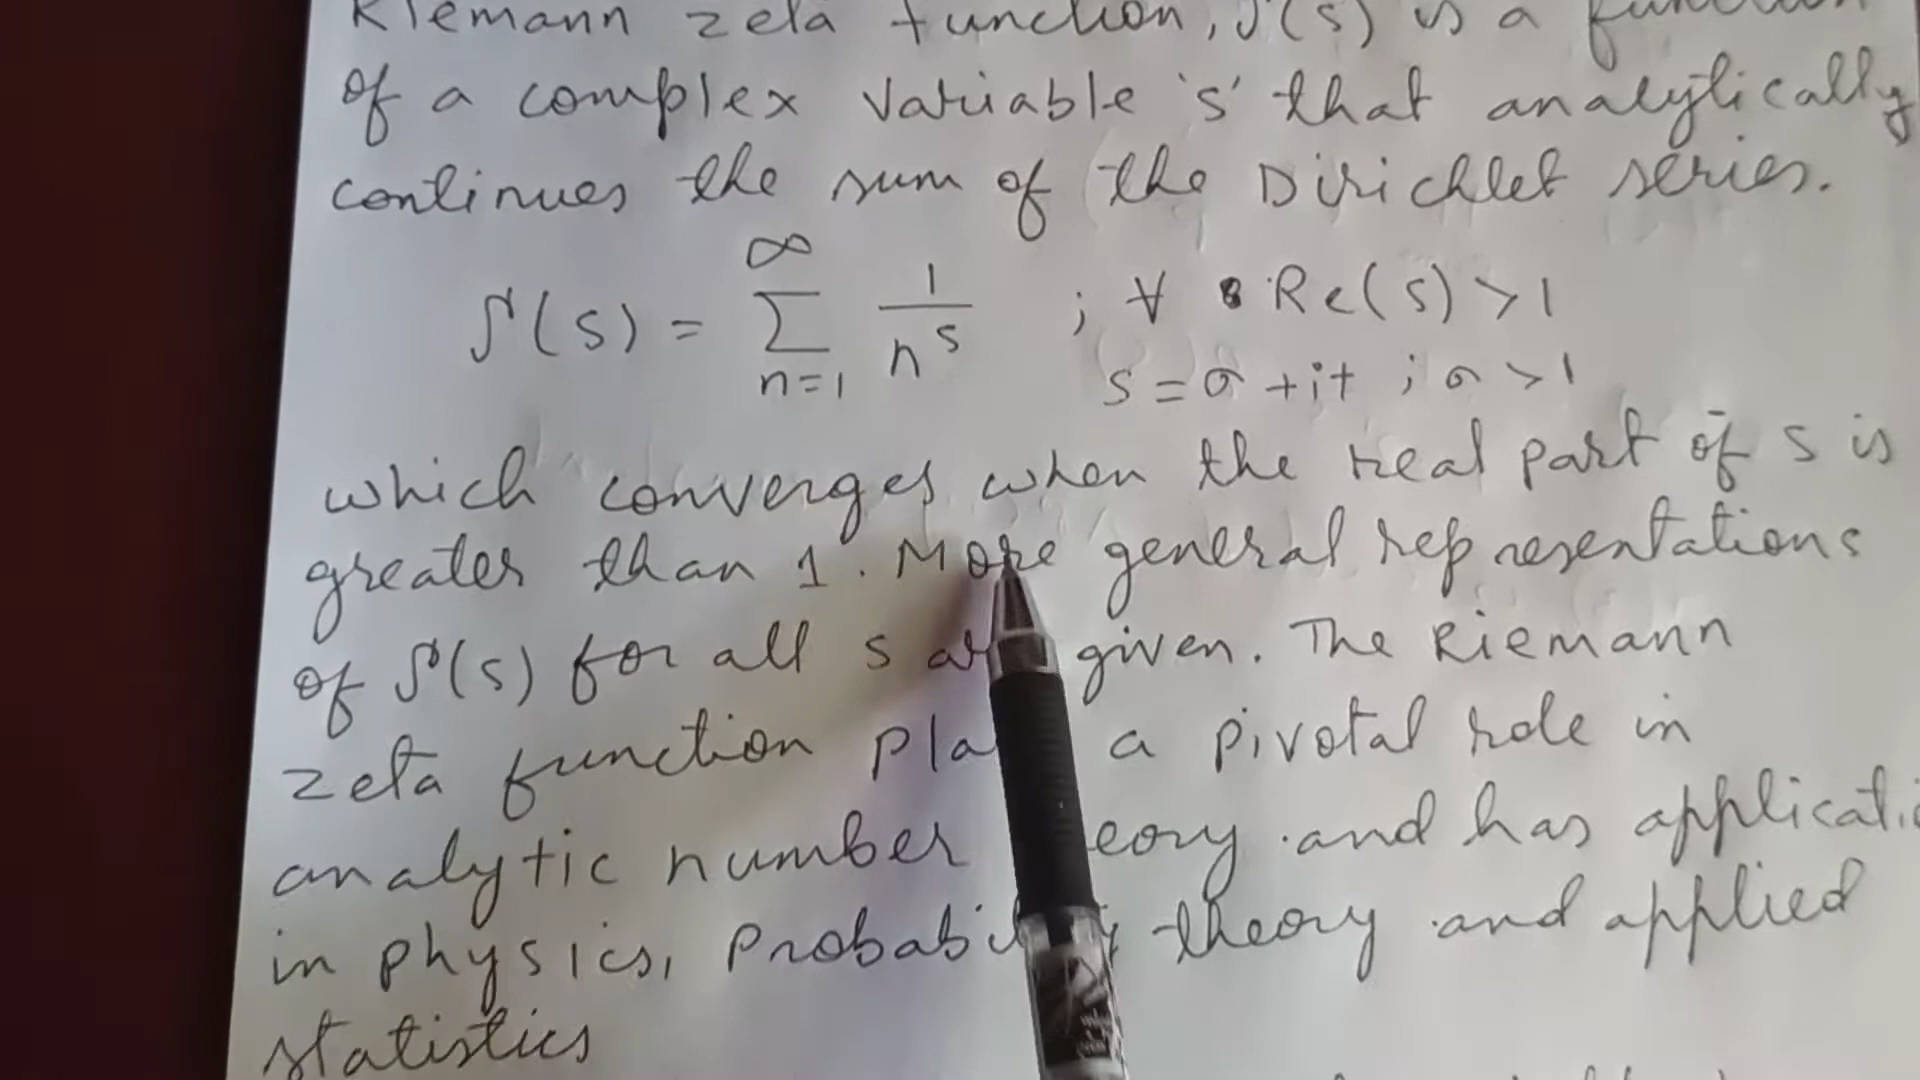 Riemann zeta function, ζ(s) is a function
of a complex variable 's' that analytically
continues the sum of the Dirichlet series.
ζ(s) = ∞ Σ n=1 1/n^s ; ∀ Re(s) > 1
s = σ + it ; σ > 1
which converges when the real part of s is
greater than 1. More general representations
of ζ(s) for all s given. The Riemann
zeta function a pivotal role in
analytic number and has
in physics, theory and applied
statistics